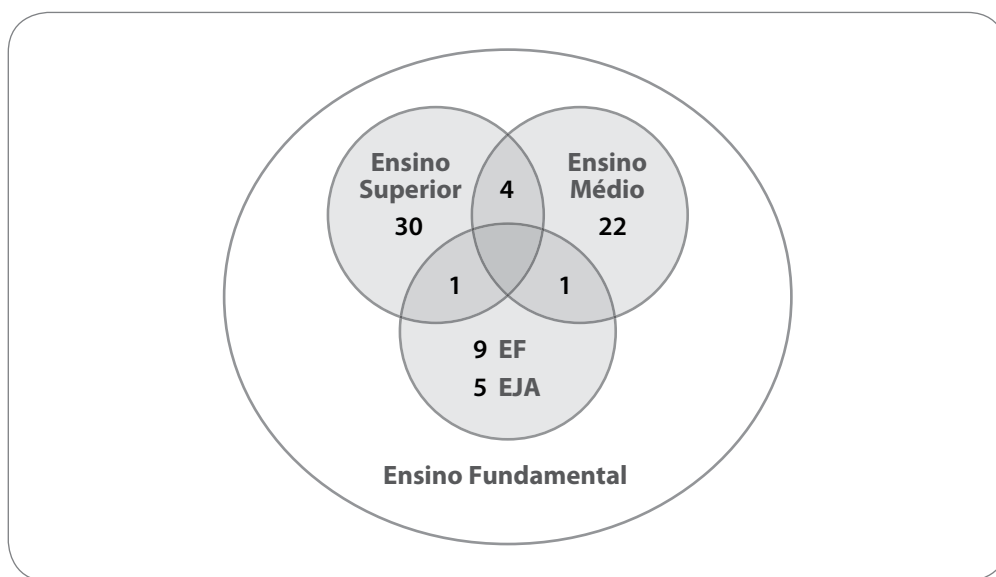 Ensino
Superior
30
4
Ensino
Médio
22
1
1
9 EF
5 EJA
Ensino Fundamental